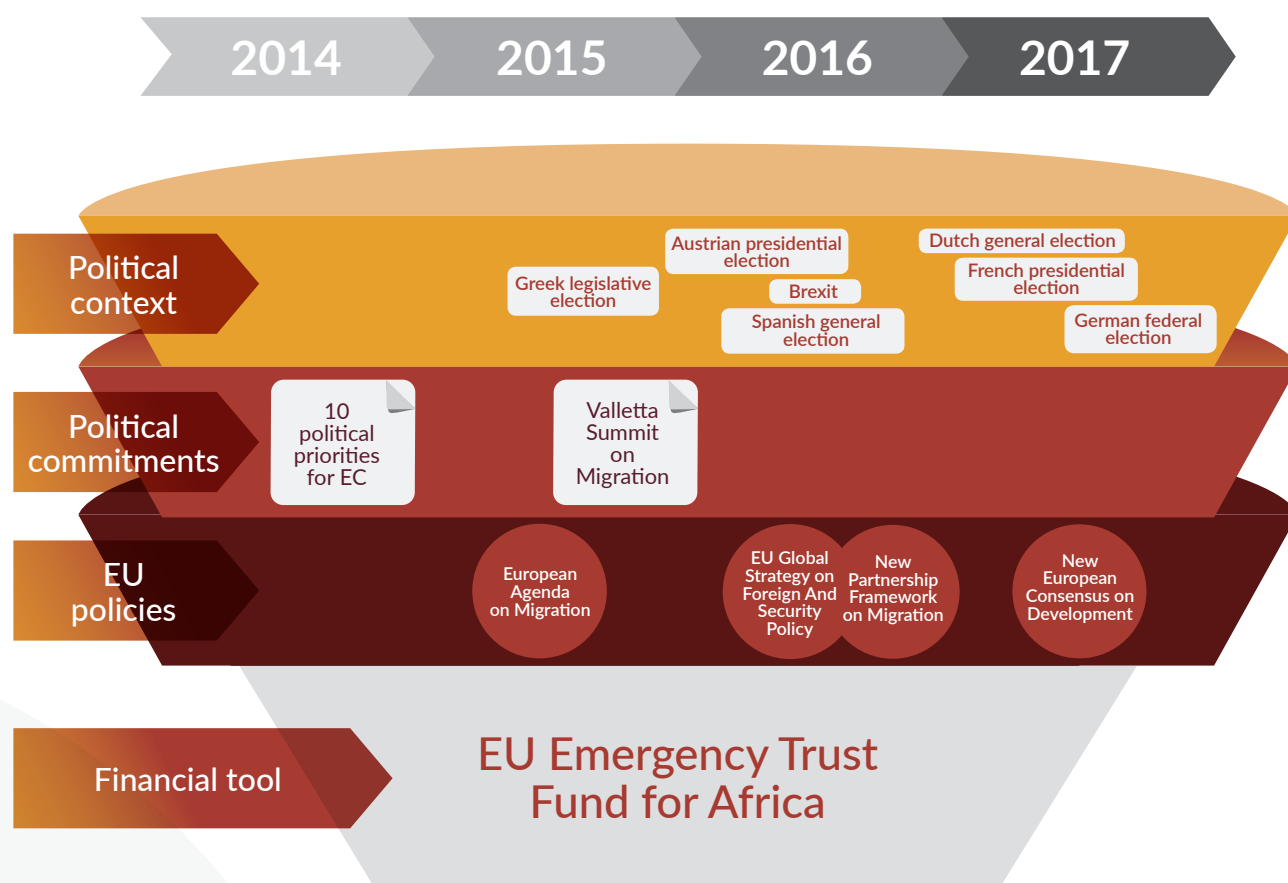 2014
2015
2016
2017
Political
context
Greek legislative
election
Austrian presidential
election
Brexit
Spanish general
election
Dutch general election
French presidential
election
German federal
election
Political
commitments
10
political
priorities
for EC
Valletta
Summit
on
Migration
EU
policies
European
Agenda
on Migration
EU Global
Strategy on
Foreign And
Security
Policy
New
Partnership
Framework
on Migration
New
European
Consensus on
Development
Financial tool
EU Emergency Trust
Fund for Africa